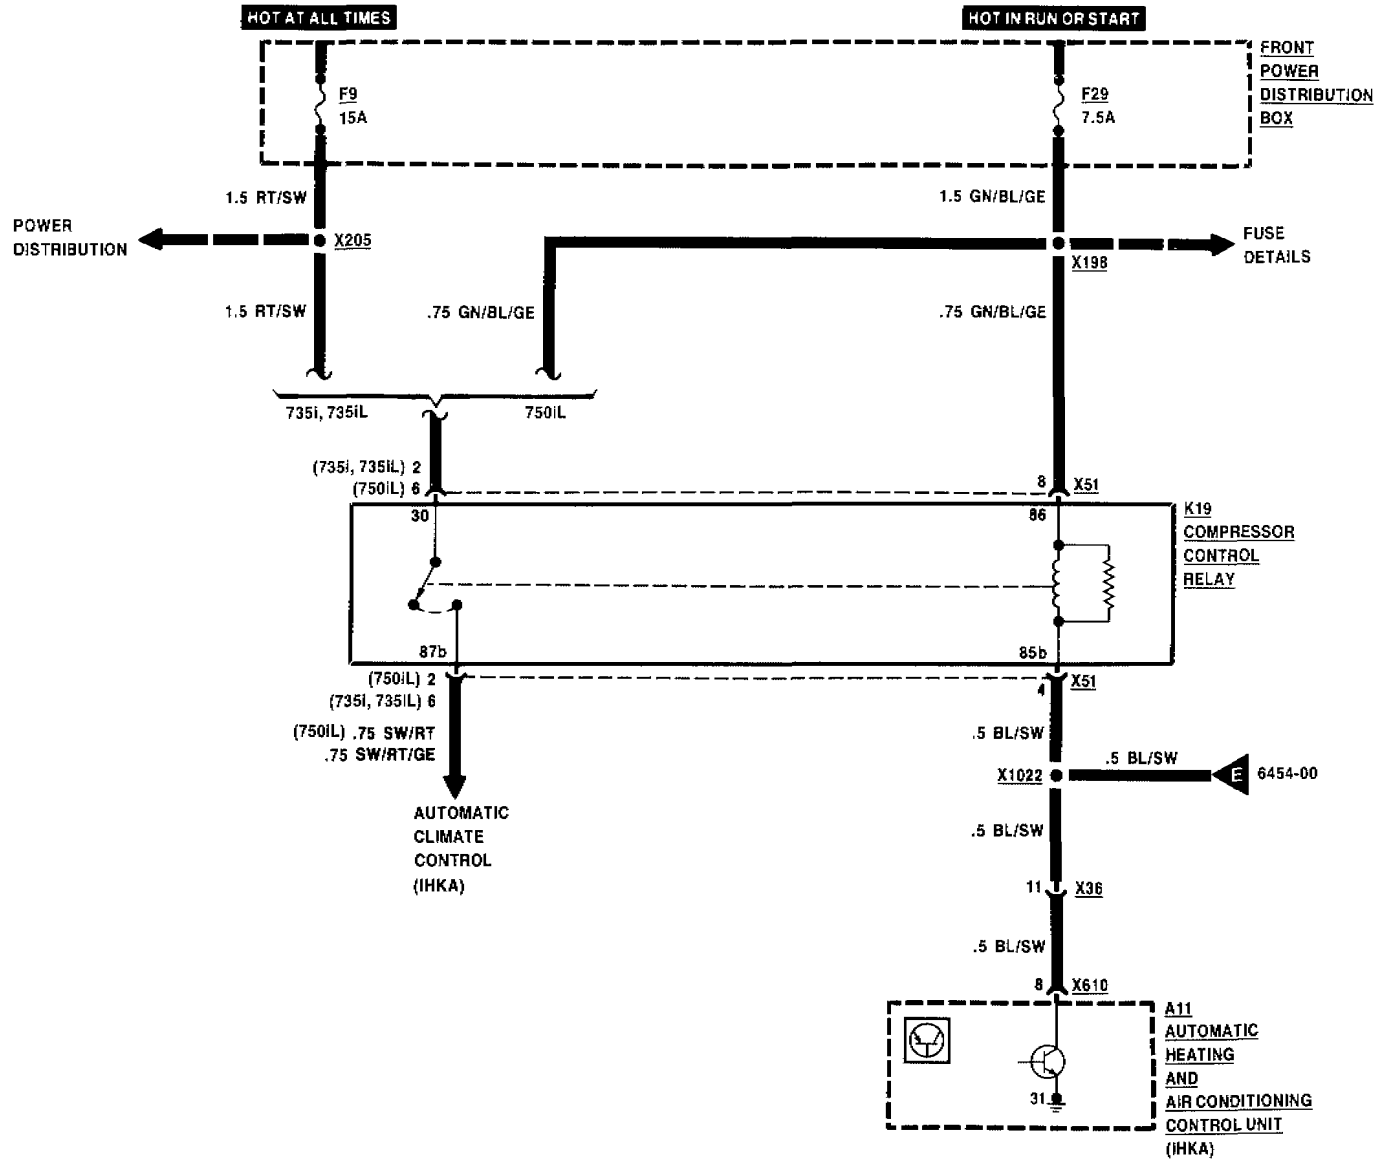 HOT AT ALL TIMES
HOT IN RUN OR START
FRONT
POWER
DISTRIBUTION
BOX
F9
15A
F29
7.5A
1.5 RT/SW
1.5 GN/BL/GE
POWER
DISTRIBUTION
X205
X198
FUSE
DETAILS
1.5 RT/SW
.75 GN/BL/GE
.75 GN/BL/GE
735i, 735iL
750iL
(735i, 735iL) 2
(750iL) 6
8
X51
30
86
K19
COMPRESSOR
CONTROL
RELAY
87b
85b
(750iL) 2
(735i, 735iL) 6
4
X51
(750iL) .75 SW/RT
.75 SW/RT/GE
.5 BL/SW
X1022
.5 BL/SW
E
6454-00
AUTOMATIC
CLIMATE
CONTROL
(IHKA)
.5 BL/SW
11
X36
.5 BL/SW
8
X610
A11
AUTOMATIC
HEATING
AND
AIR CONDITIONING
CONTROL UNIT
(IHKA)
31